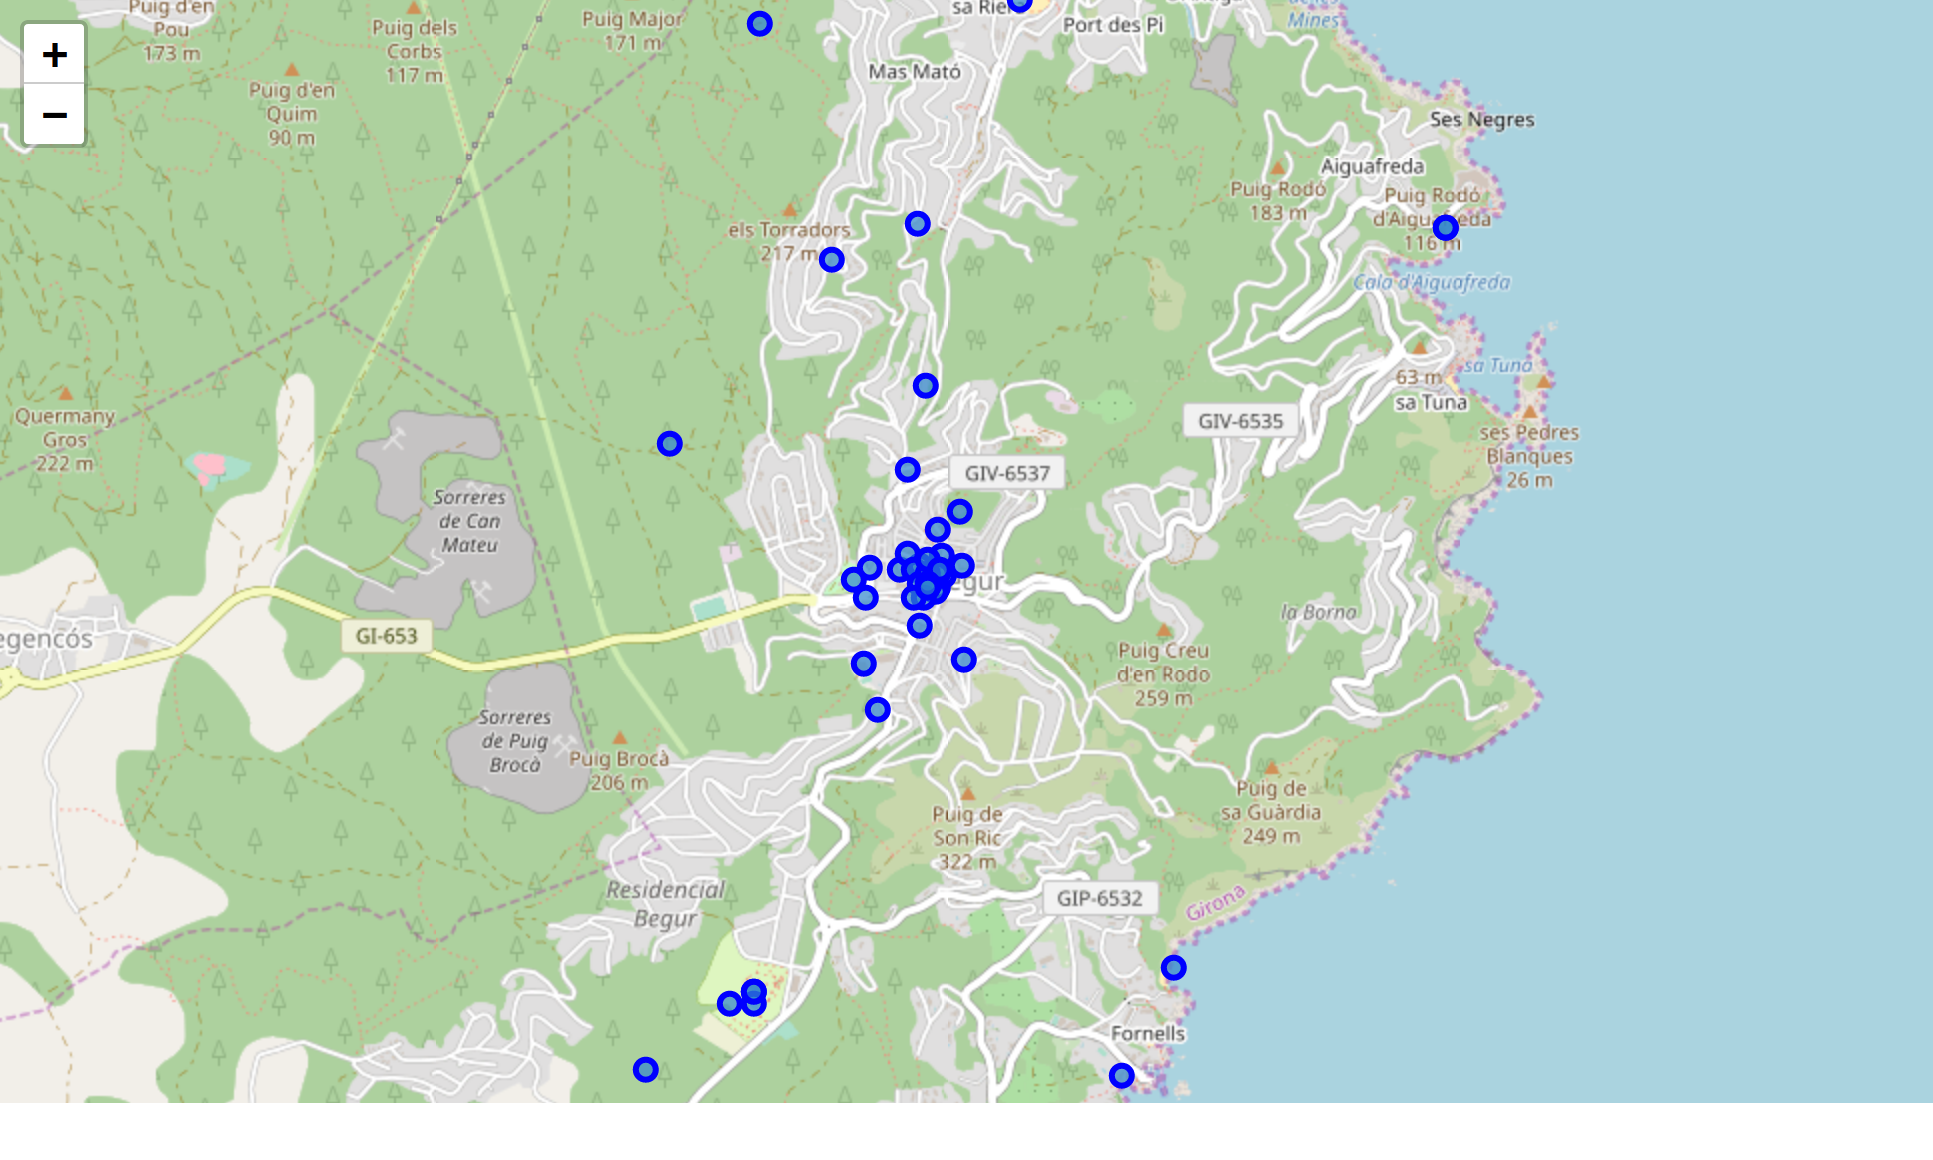 Puig d'en
Pou
173 m
Puig dels
Corbs
117 m
Puig Major
171 m
Puig d'en
Quim
90 m
sa Rie
Port des Pi
Mines
Mas Mató
Ses Negres
Aiguafreda
Puig Rodó
183 m
Puig Rodó
d'Aiguafreda
116 m
els Torradors
217 m
Cala d'Aiguafreda
sa Tuna
63 m
sa Tuna
Quermany
Gros
222 m
GIV-6535
ses Pedres
Blanques
26 m
GIV-6537
Sorreres
de Can
Mateu
egur
la Borna
egencós
GI-653
Puig Creu
d'en Rodo
259 m
Sorreres
de Puig
Brocà
Puig Brocà
206 m
Puig de
Son Ric
322 m
Puig de
sa Guàrdia
249 m
Residencial
Begur
GIP-6532
Girona
Fornells
+
−